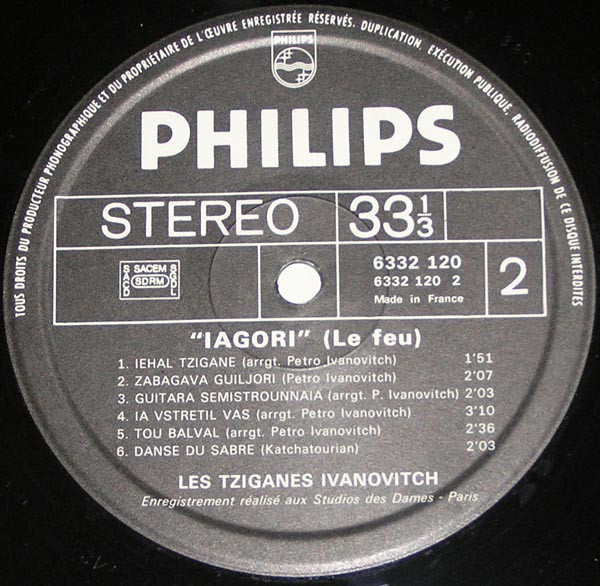 TOUS DROITS DU PRODUCTEUR PHONOGRAPHIQUE ET DU PROPRIÉTAIRE DE L'ŒUVRE ENREGISTRÉE RÉSERVÉS. DUPLICATION, EXÉCUTION PUBLIQUE, RADIODIFFUSION DE CE DISQUE INTERDITES
PHILIPS
PHILIPS
STEREO 33 1/3
SACEM
SACD SDRM SGDL
6332 120
6332 120 2
Made in France
2
"IAGORI" (Le feu)
1. IEHAL TZIGANE (arrgt. Petro Ivanovitch) 1'51
2. ZABAGAVA GUILJORI (Petro Ivanovitch) 2'07
3. GUITARA SEMISTROUNNAIA (arrgt. P. Ivanovitch) 2'03
4. IA VSTRETIL VAS (arrgt. Petro Ivanovitch) 3'10
5. TOU BALVAL (arrgt. Petro Ivanovitch) 2'36
6. DANSE DU SABRE (Katchatourian) 2'03
LES TZIGANES IVANOVITCH
Enregistrement réalisé aux Studios des Dames - Paris